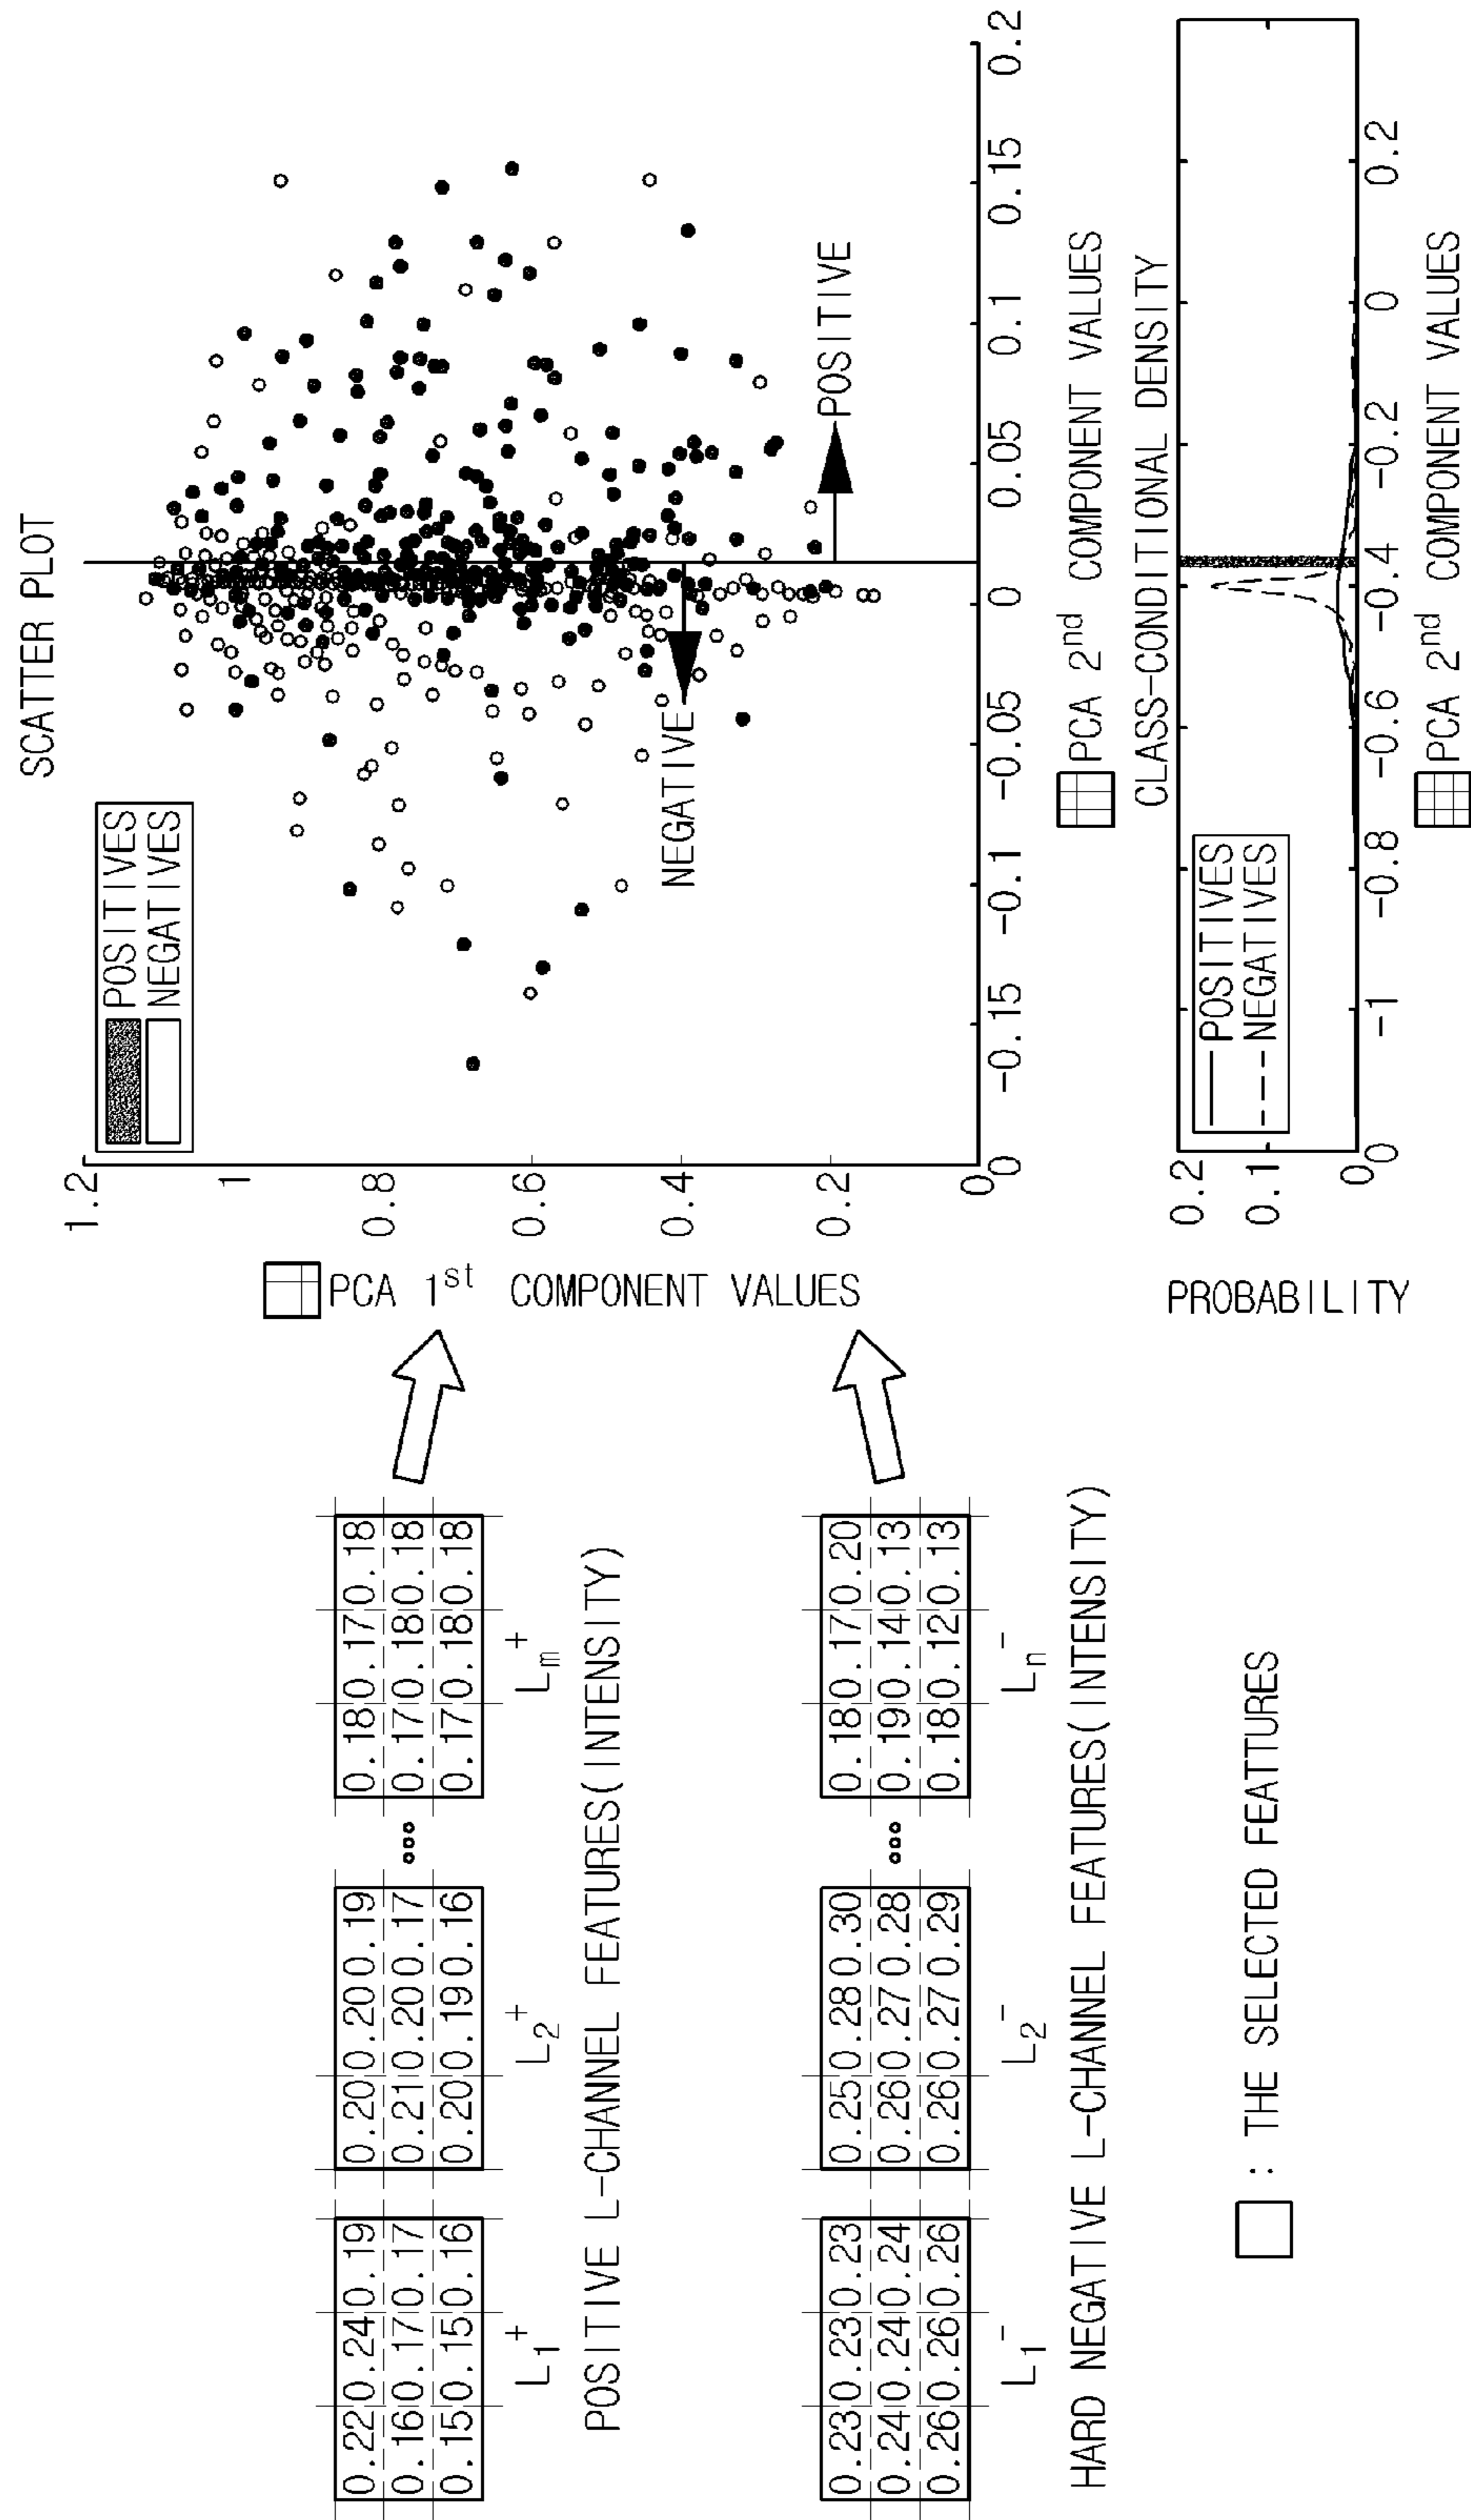 0.22 0.24 0.19
0.16 0.17 0.17
0.15 0.15 0.16
L1+
0.20 0.20 0.19
0.21 0.20 0.17
0.20 0.19 0.16
L2+
0.18 0.17 0.18
0.17 0.18 0.18
0.17 0.18 0.18
Lm+
POSITIVE L-CHANNEL FEATURES(INTENSITY)
0.23 0.23 0.23
0.24 0.24 0.24
0.26 0.26 0.26
L1-
0.25 0.28 0.30
0.26 0.27 0.28
0.26 0.27 0.29
L2-
0.18 0.17 0.20
0.19 0.14 0.13
0.18 0.12 0.13
Ln-
HARD NEGATIVE L-CHANNEL FEATURES(INTENSITY)
: THE SELECTED FEATTURES
SCATTER PLOT
POSITIVES
NEGATIVES
PCA 1st COMPONENT VALUES
1.2
1
0.8
0.6
0.4
0.2
0
NEGATIVE
POSITIVE
0 -0.15 -0.1 -0.05 0 0.05 0.1 0.15 0.2
PCA 2nd COMPONENT VALUES
CLASS-CONDITIONAL DENSITY
PROBABILITY
0.2
0.1
0
POSITIVES
NEGATIVES
0 -1 -0.8 -0.6 -0.4 -0.2 0 0.2
PCA 2nd COMPONENT VALUES